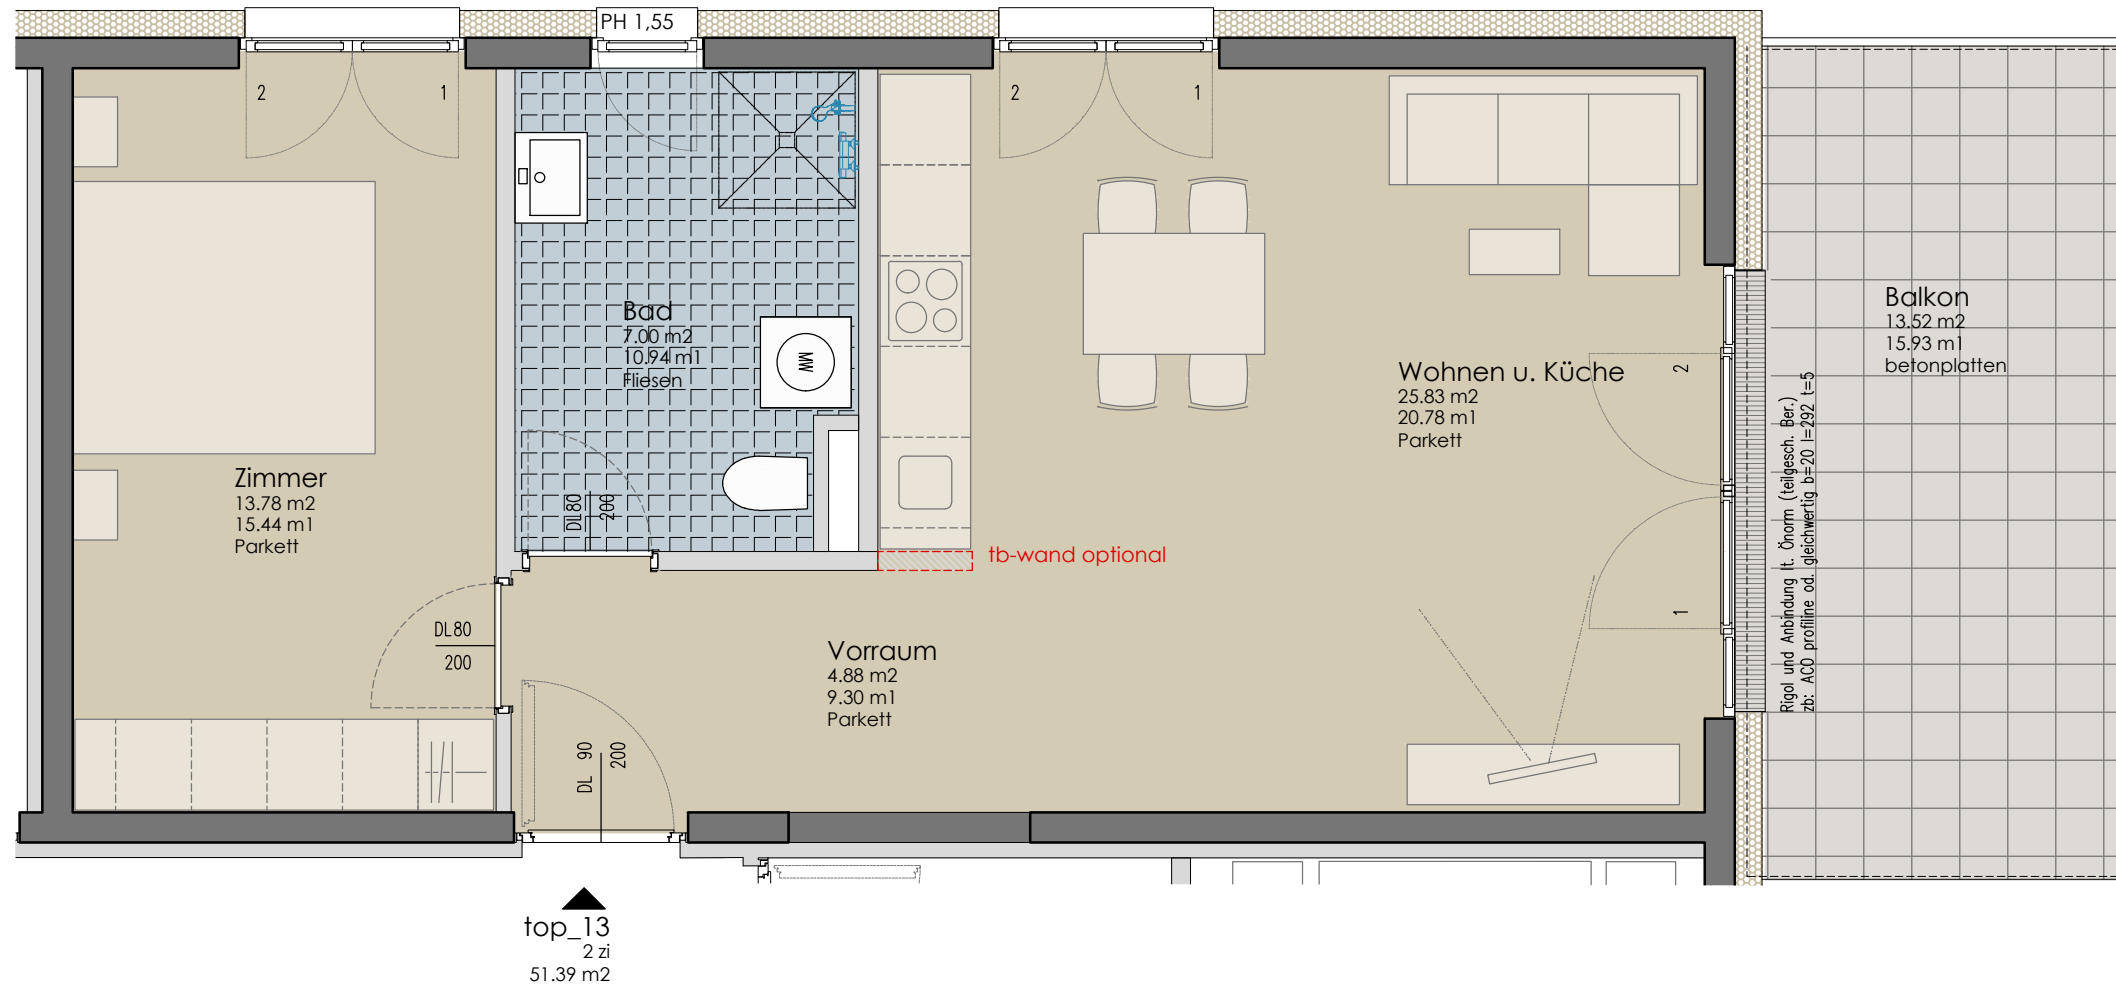 PH 1,55
2
1
2
1
Bad
7.00 m2
10.94 m1
Fliesen
MW
Balkon
13.52 m2
15.93 m1
betonplatten
Wohnen u. Küche
25.83 m2
20.78 m1
Parkett
2
1
Rigol und Anbindung lt. Önorm (teilgesch. Ber.)
zb: ACO profiline od. gleichwertig b=20 l=292 t=5
Zimmer
13.78 m2
15.44 m1
Parkett
DL80
200
tb-wand optional
DL80
200
Vorraum
4.88 m2
9.30 m1
Parkett
DL 90
200
top_13
2 zi
51.39 m2